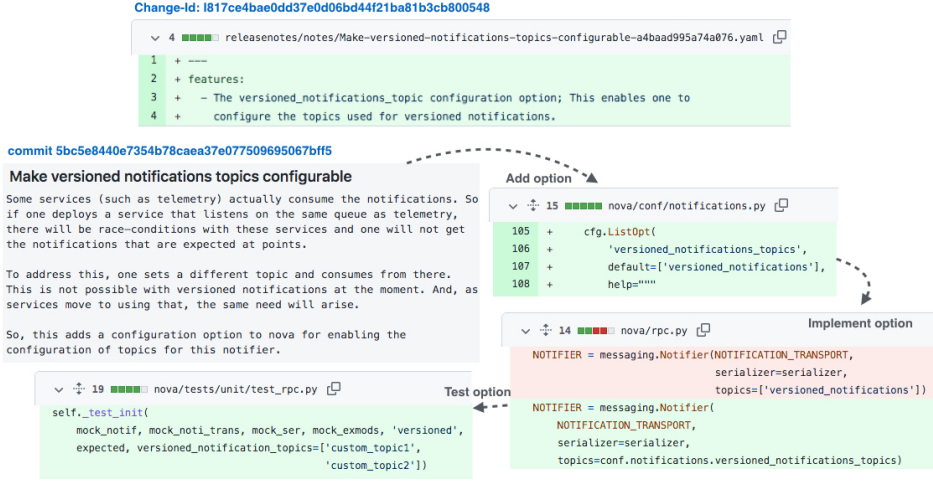 Change-Id: I817ce4bae0dd37e0d06bd44f21ba81b3cb800548
4 releasenotes/notes/Make-versioned-notifications-topics-configurable-a4baad995a74a076.yaml
1 + ---
2 + features:
3 + - The versioned_notifications_topic configuration option; This enables one to
4 + configure the topics used for versioned notifications.
commit 5bc5e8440e7354b78caea37e077509695067bff5
Make versioned notifications topics configurable
Some services (such as telemetry) actually consume the notifications. So
if one deploys a service that listens on the same queue as telemetry,
there will be race-conditions with these services and one will not get
the notifications that are expected at points.
To address this, one sets a different topic and consumes from there.
This is not possible with versioned notifications at the moment. And, as
services move to using that, the same need will arise.
So, this adds a configuration option to nova for enabling the
configuration of topics for this notifier.
Add option
15 nova/conf/notifications.py
105 + cfg.ListOpt(
106 + 'versioned_notifications_topics',
107 + default=['versioned_notifications'],
108 + help="""
Implement option
14 nova/rpc.py
NOTIFIER = messaging.Notifier(NOTIFICATION_TRANSPORT,
serializer=serializer,
topics=['versioned_notifications'])
NOTIFIER = messaging.Notifier(
NOTIFICATION_TRANSPORT,
serializer=serializer,
topics=conf.notifications.versioned_notifications_topics)
Test option
19 nova/tests/unit/test_rpc.py
self._test_init(
mock_notif, mock_noti_trans, mock_ser, mock_exmods, 'versioned',
expected, versioned_notification_topics=['custom_topic1',
'custom_topic2'])